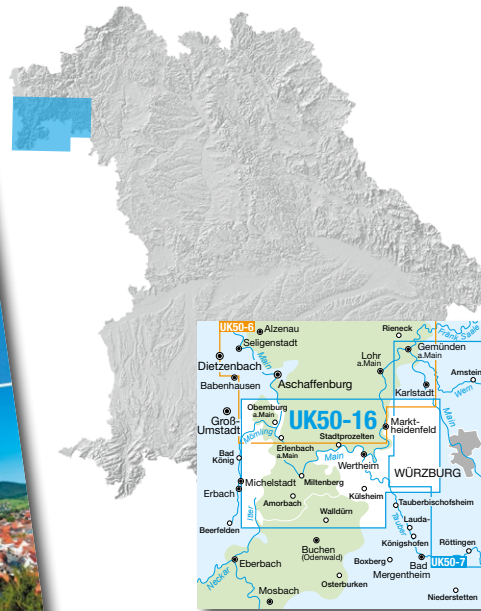 UK50-6
Alzenau
Rieneck
Fränk. Saale
Seligenstadt
Gemünden
a.Main
Dietzenbach
Main
Lohr
a.Main
Arnstein
Babenhausen
Aschaffenburg
Karlstadt
Wern
Obernburg
a.Main
UK50-16
Main
Groß-
Umstadt
Mömling
Markt-
heidenfeld
Stadtprozelten
Erlenbach
a.Main
Bad
König
Main
Wertheim
WÜRZBURG
Michelstadt
Miltenberg
Erbach
Külsheim
Amorbach
Tauberbischofsheim
Itter
Walldürn
Tauber
Lauda-
Beerfelden
Königshofen
Röttingen
Buchen
(Odenwald)
Eberbach
Boxberg
Bad
Mergentheim
UK50-7
Neckar
Osterburken
Mosbach
Niederstetten